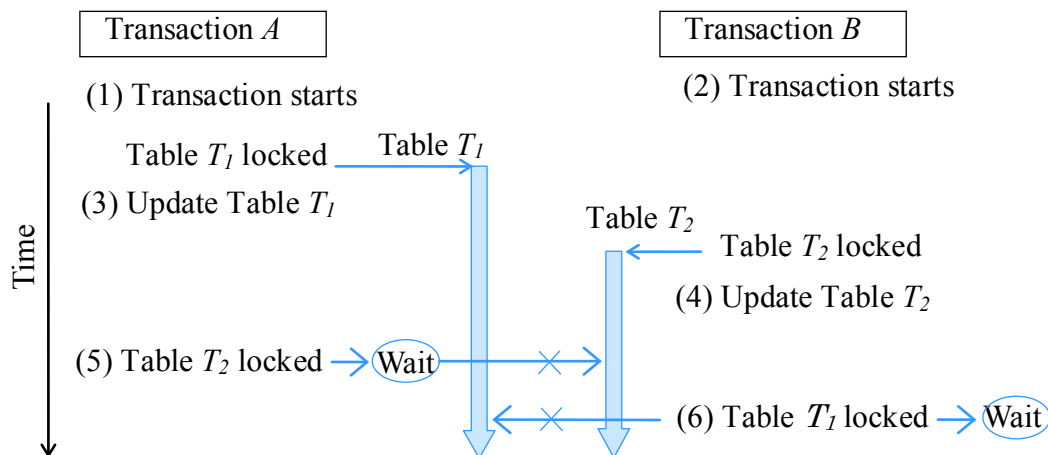 Transaction A
Transaction B
(1) Transaction starts
(2) Transaction starts
Table T1 locked
Table T1
(3) Update Table T1
Table T2
Table T2 locked
(4) Update Table T2
Time
(5) Table T2 locked
Wait
(6) Table T1 locked
Wait